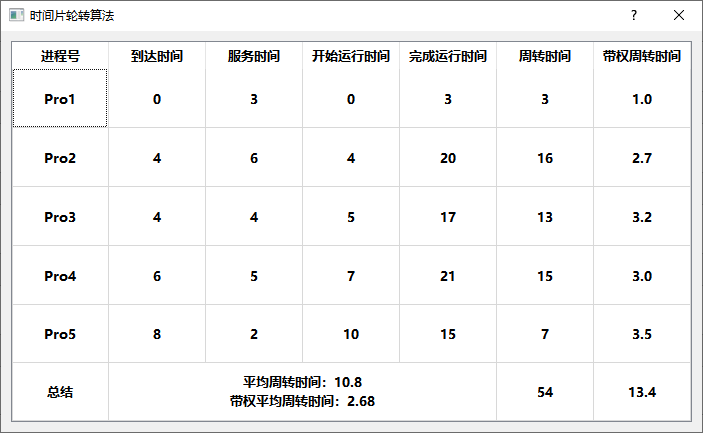 时间片轮转算法
进程号 到达时间 服务时间 开始运行时间 完成运行时间 周转时间 带权周转时间
Pro1 0 3 0 3 3 1.0
Pro2 4 6 4 20 16 2.7
Pro3 4 4 5 17 13 3.2
Pro4 6 5 7 21 15 3.0
Pro5 8 2 10 15 7 3.5
总结 平均周转时间：10.8 54 13.4
带权平均周转时间：2.68